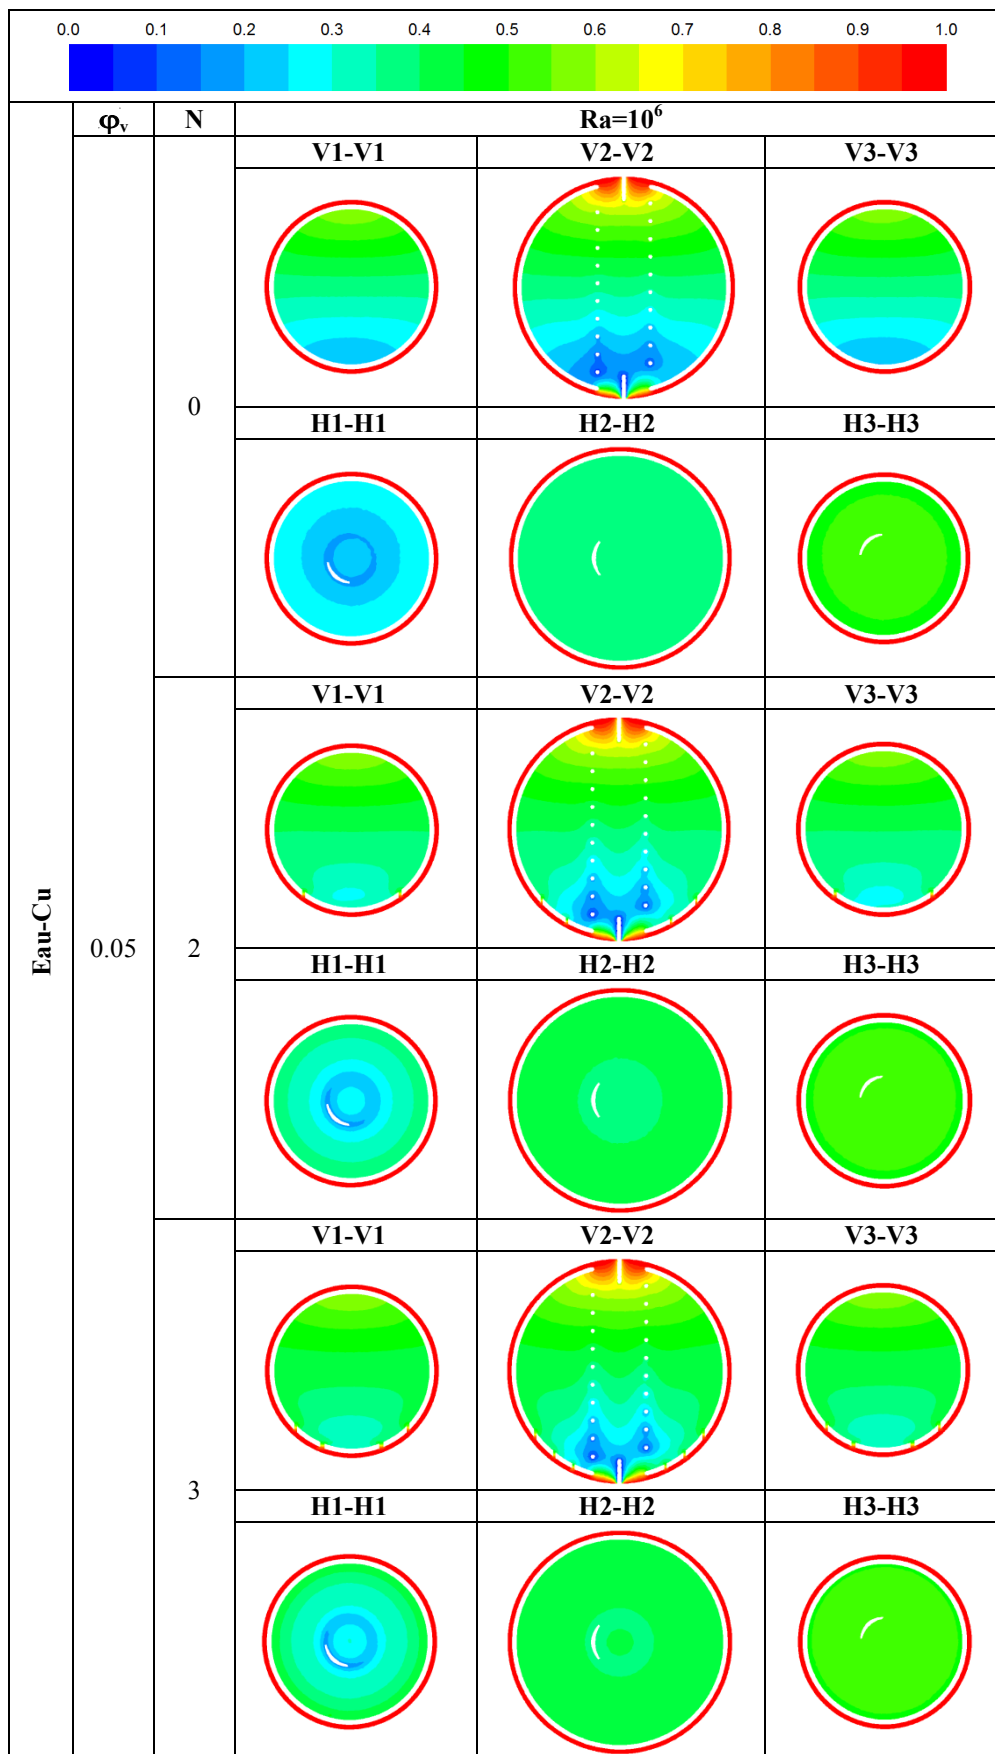 0.0 0.1 0.2 0.3 0.4 0.5 0.6 0.7 0.8 0.9 1.0
φv N Ra=10⁶
V1-V1 V2-V2 V3-V3
0
H1-H1 H2-H2 H3-H3
V1-V1 V2-V2 V3-V3
Eau-Cu 0.05 2
H1-H1 H2-H2 H3-H3
V1-V1 V2-V2 V3-V3
3
H1-H1 H2-H2 H3-H3